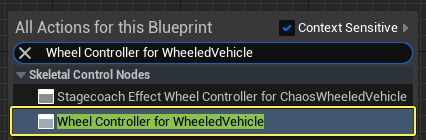 All Actions for this Blueprint
Context Sensitive
Wheel Controller for WheeledVehicle
Skeletal Control Nodes
Stagecoach Effect Wheel Controller for ChaosWheeledVehicle
Wheel Controller for WheeledVehicle